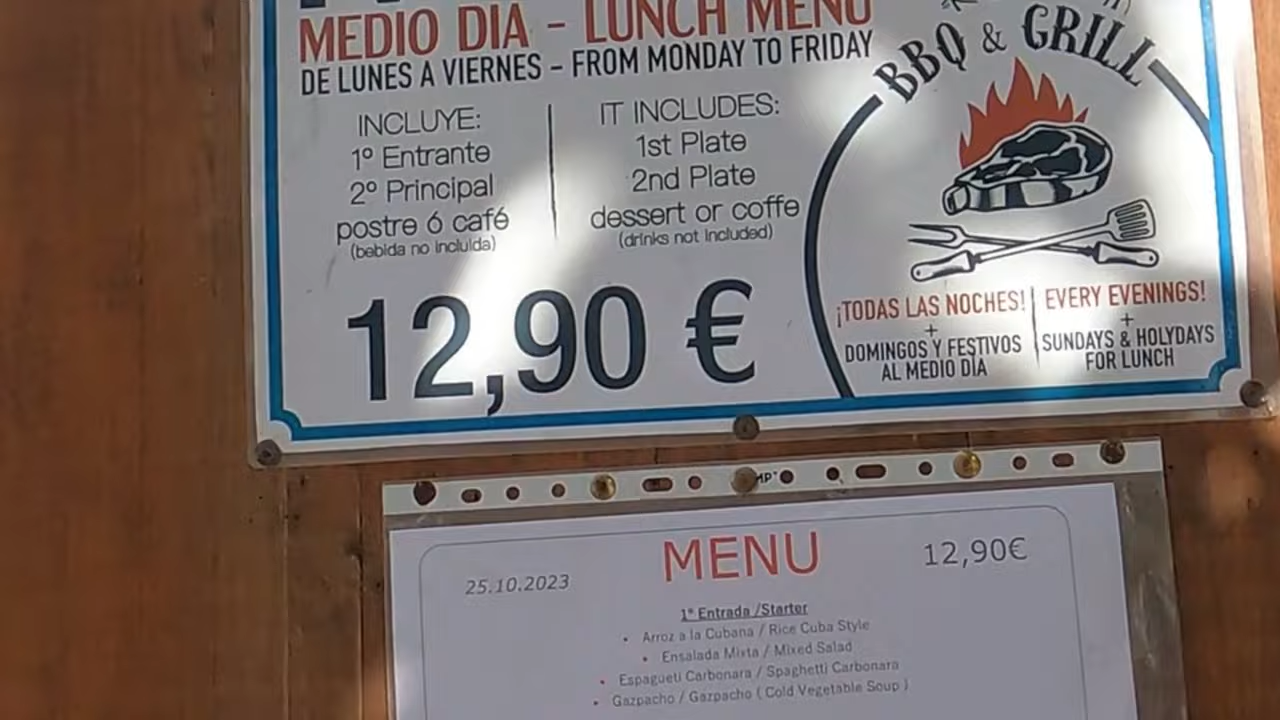 MEDIO DIA - LUNCH MENU
DE LUNES A VIERNES - FROM MONDAY TO FRIDAY
INCLUYE:
1º Entrante
2º Principal
postre ó café
(bebida no incluida)
IT INCLUDES:
1st Plate
2nd Plate
dessert or coffe
(drinks not included)
12,90 €
BBQ & GRILL
¡TODAS LAS NOCHES!
+
DOMINGOS Y FESTIVOS
AL MEDIO DIA
EVERY EVENINGS!
+
SUNDAYS & HOLYDAYS
FOR LUNCH
25.10.2023
MENU
12,90€
1º Entrada /Starter
• Arroz a la Cubana / Rice Cuba Style
• Ensalada Mixta / Mixed Salad
• Espagueti Carbonara / Spaghetti Carbonara
• Gazpacho / Gazpacho ( Cold Vegetable Soup )